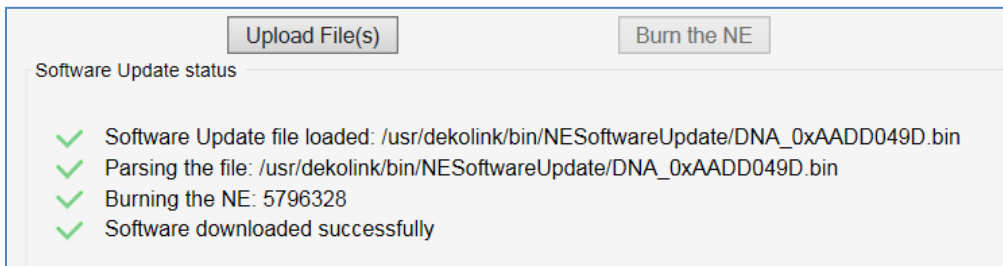 Upload File(s) Burn the NE
Software Update status
Software Update file loaded: /usr/dekolink/bin/NESoftwareUpdate/DNA_0xAADD049D.bin
Parsing the file: /usr/dekolink/bin/NESoftwareUpdate/DNA_0xAADD049D.bin
Burning the NE: 5796328
Software downloaded successfully